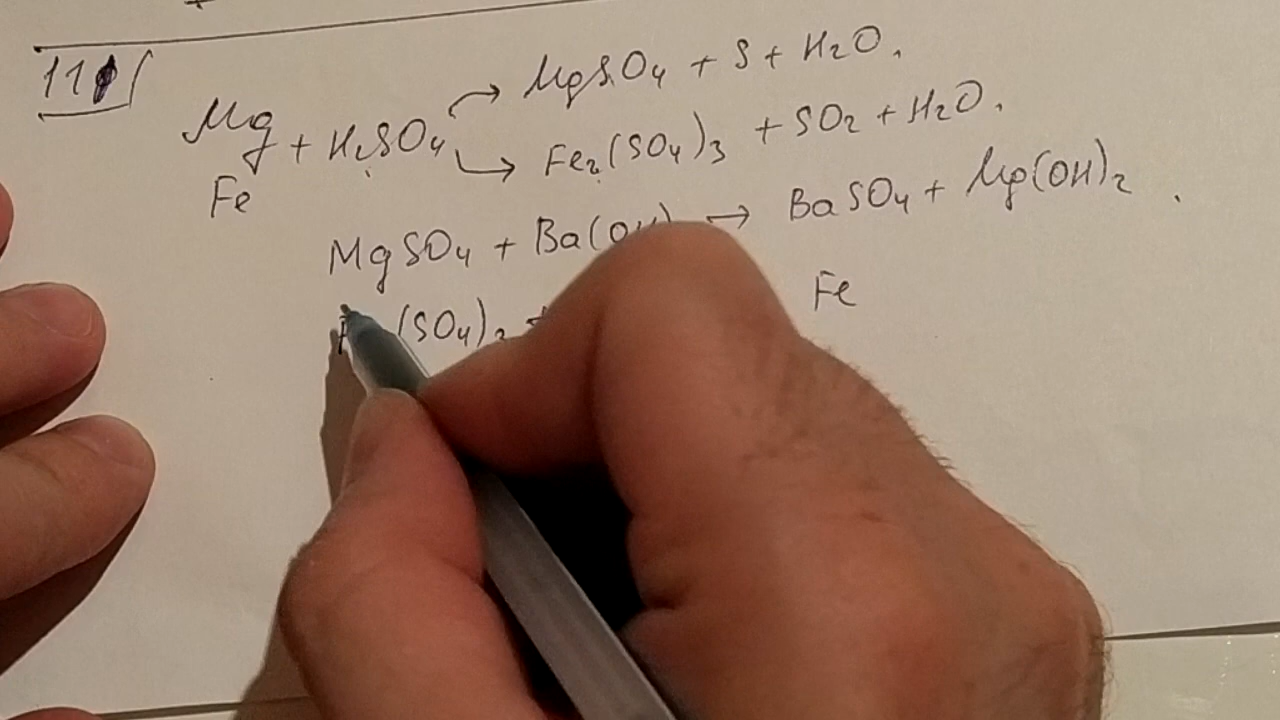 11
Mg + H2SO4 → MgSO4 + S + H2O.
Fe → Fe2(SO4)3 + SO2 + H2O.
MgSO4 + Ba(OH) → BaSO4 + Mg(OH)2
(SO4)3 + Fe